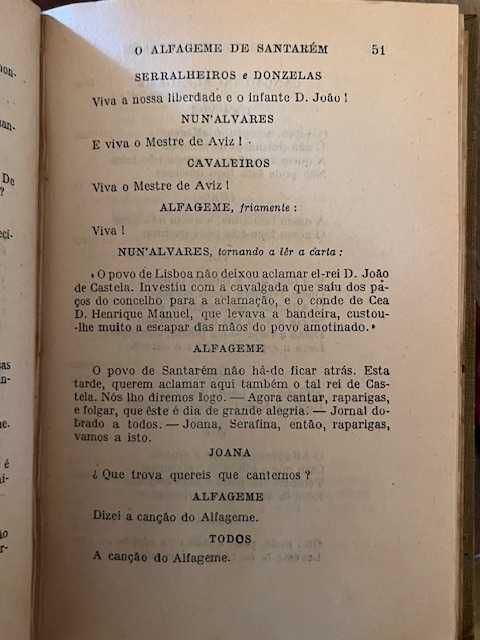 O ALFAGEME DE SANTARÉM 51
SERRALHEIROS e DONZELAS
Viva a nossa liberdade e o infante D. João !
NUN'ALVARES
E viva o Mestre de Aviz !
CAVALEIROS
Viva o Mestre de Aviz !
ALFAGEME, friamente :
Viva !
NUN'ALVARES, tornando a lêr a carta :
« O povo de Lisboa não deixou aclamar el-rei D. João
de Castela. Investiu com a cavalgada que saíu dos pá-
ços do concelho para a aclamação, e o conde de Cea
D. Henrique Manuel, que levava a bandeira, custou-
-lhe muito a escapar das mãos do povo amotinado. »
ALFAGEME
O povo de Santarém não há-de ficar atrás. Esta
tarde, querem aclamar aqui também o tal rei de Cas-
tela. Nós lho diremos logo. — Agora cantar, raparigas,
e folgar, que êste é dia de grande alegria. — Jornal do-
brado a todos. — Joana, Serafina, então, raparigas,
vamos a isto.
JOANA
¿ Que trova quereis que cantemos ?
ALFAGEME
Dizei a canção do Alfageme.
TODOS
A canção do Alfageme.